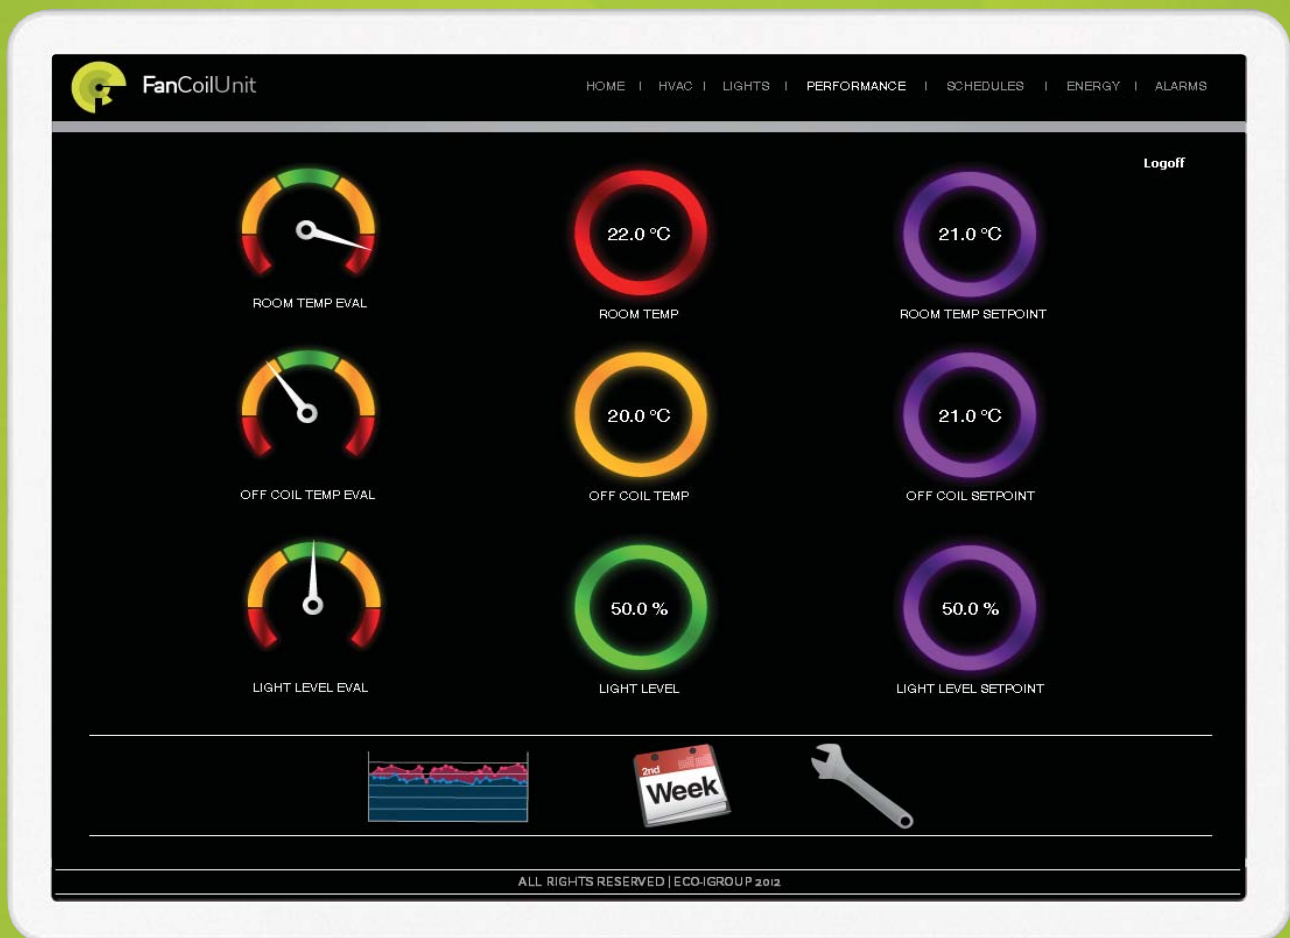 FanCoilUnit
HOME | HVAC | LIGHTS | PERFORMANCE | SCHEDULES | ENERGY | ALARMS
Logoff
22.0 °C
21.0 °C
ROOM TEMP EVAL
ROOM TEMP
ROOM TEMP SETPOINT
20.0 °C
21.0 °C
OFF COIL TEMP EVAL
OFF COIL TEMP
OFF COIL SETPOINT
50.0 %
50.0 %
LIGHT LEVEL EVAL
LIGHT LEVEL
LIGHT LEVEL SETPOINT
2nd
Week
ALL RIGHTS RESERVED | ECO-IGROUP 2012